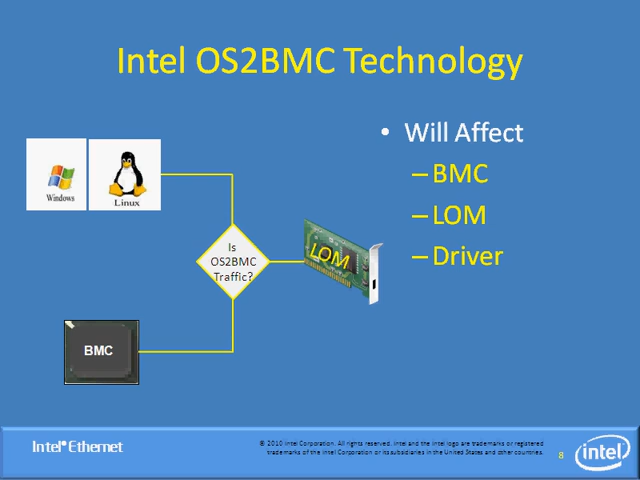 Intel OS2BMC Technology
• Will Affect
– BMC
– LOM
– Driver
Windows
Linux
Is
OS2BMC
Traffic?
LOM
BMC
Intel® Ethernet
© 2010 Intel Corporation. All rights reserved. Intel and the Intel logo are trademarks or registered
trademarks of the Intel Corporation or its subsidiaries in the United States and other countries.
8
intel